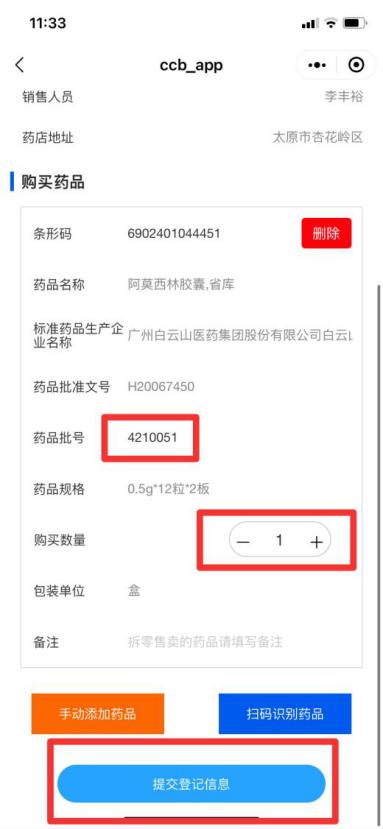 11:33
ccb_app
销售人员 李丰裕
药店地址 太原市杏花岭区
购买药品
条形码 6902401044451 删除
药品名称 阿莫西林胶囊,省库
标准药品生产企业名称 广州白云山医药集团股份有限公司白云山
药品批准文号 H20067450
药品批号 4210051
药品规格 0.5g*12粒*2板
购买数量 − 1 +
包装单位 盒
备注 拆零售卖的药品请填写备注
手动添加药品 扫码识别药品
提交登记信息